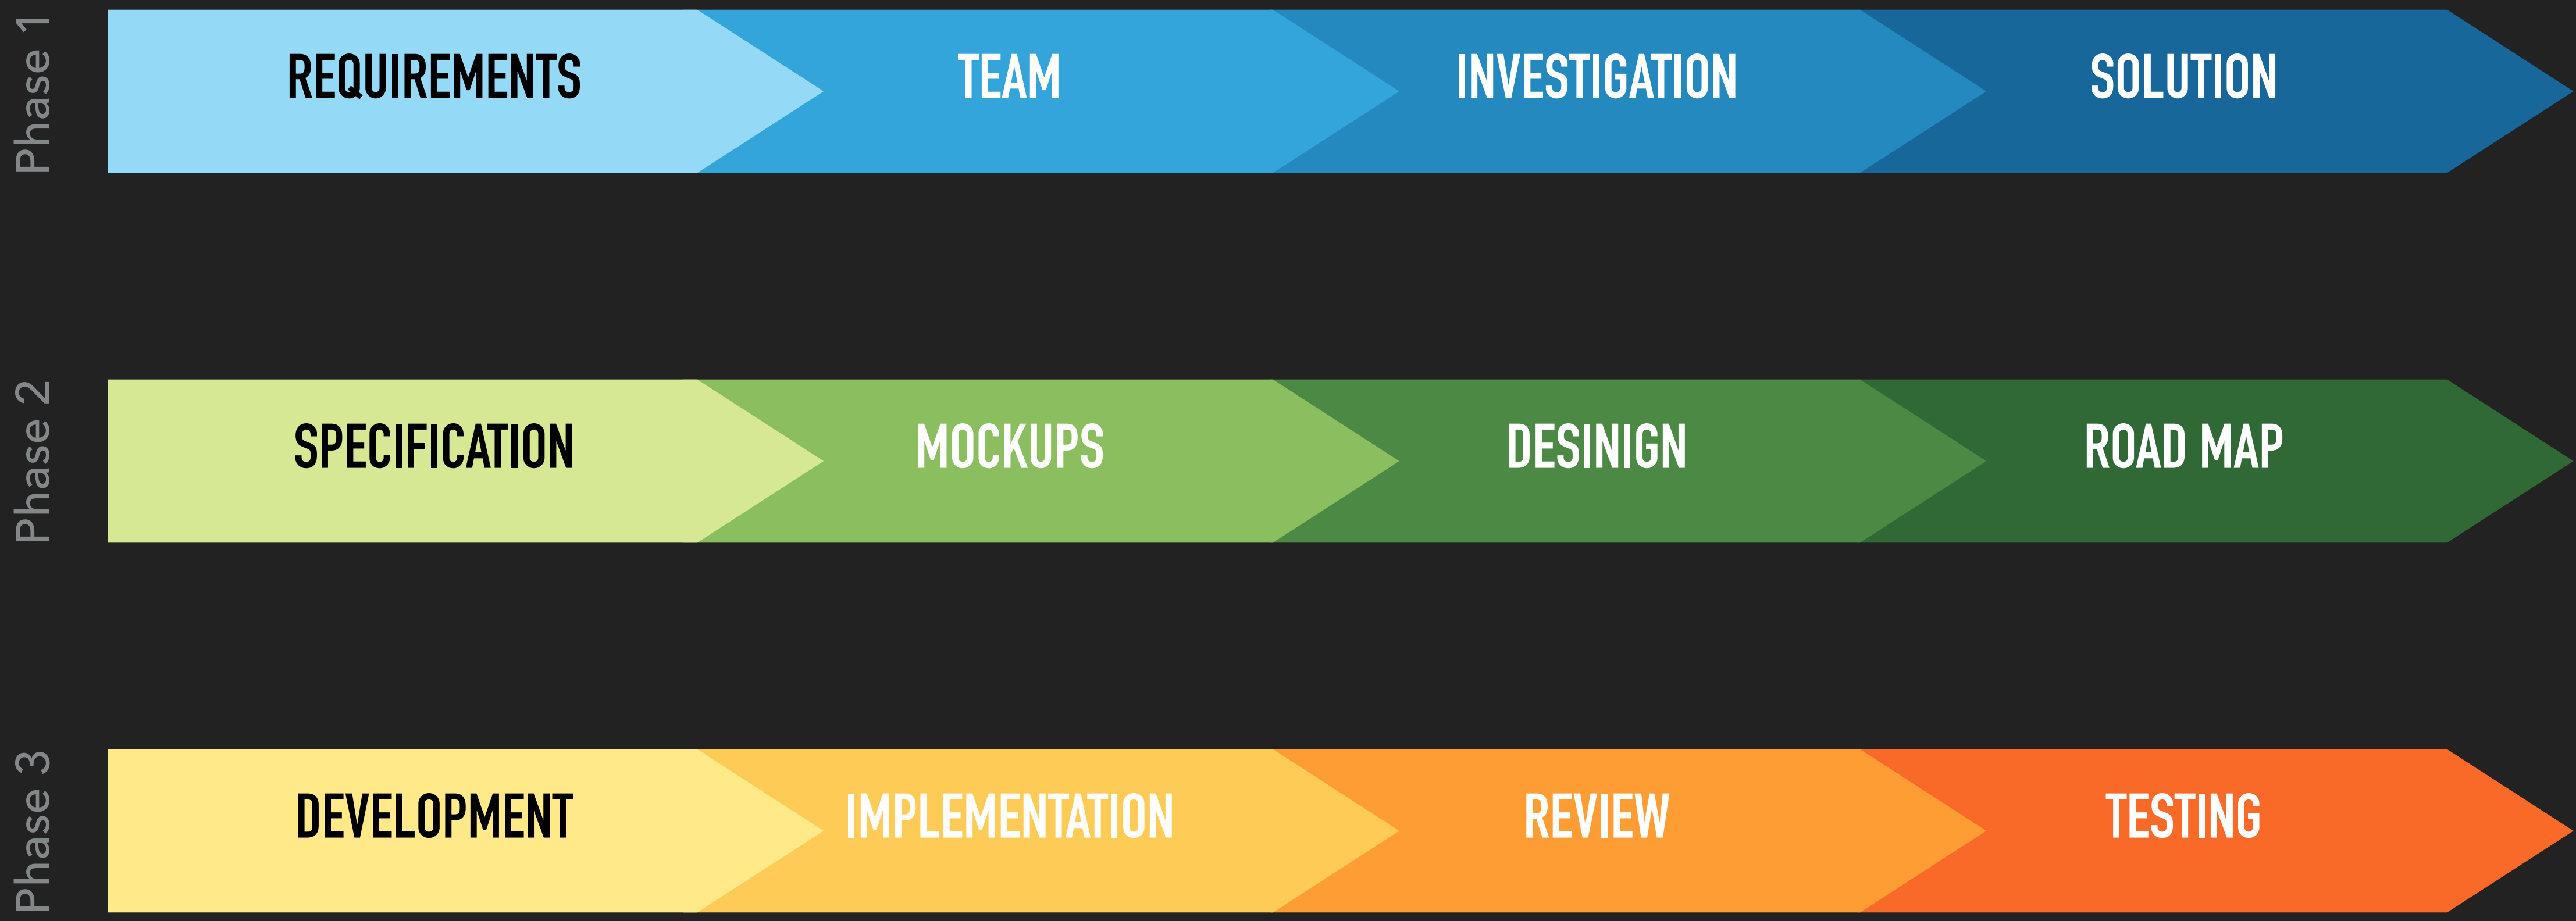 Phase 1
REQUIREMENTS
TEAM
INVESTIGATION
SOLUTION
Phase 2
SPECIFICATION
MOCKUPS
DESINIGN
ROAD MAP
Phase 3
DEVELOPMENT
IMPLEMENTATION
REVIEW
TESTING